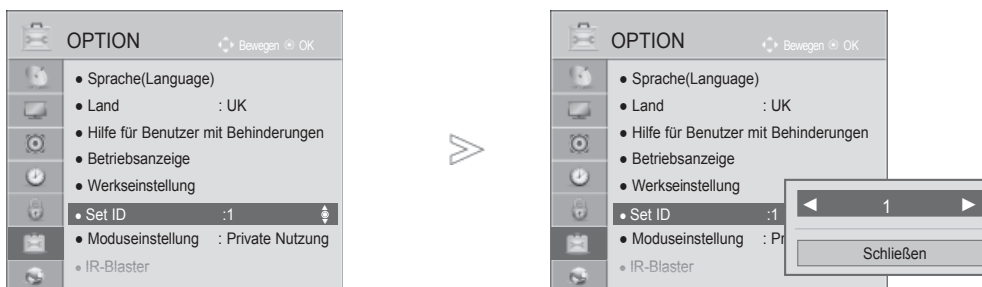 OPTION Bewegen OK
● Sprache(Language)
● Land : UK
● Hilfe für Benutzer mit Behinderungen
● Betriebsanzeige
● Werkseinstellung
● Set ID :1
● Moduseinstellung : Private Nutzung
● IR-Blaster
OPTION Bewegen OK
● Sprache(Language)
● Land : UK
● Hilfe für Benutzer mit Behinderungen
● Betriebsanzeige
● Werkseinstellung
● Set ID :1
● Moduseinstellung : Pr
● IR-Blaster
◄ 1 ►
Schließen